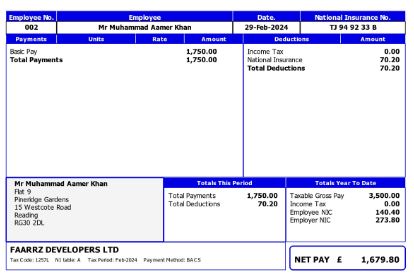 Employee No. Employee Date. National Insurance No.
002 Mr Muhammad Aamer Khan 29-Feb-2024 TJ 94 92 33 B
Payments Units Rate Amount Deductions Amount
Basic Pay 1,750.00 Income Tax 0.00
Total Payments 1,750.00 National Insurance 70.20
Total Deductions 70.20
Mr Muhammad Aamer Khan
Flat 9
Pineridge Gardens
15 Westcote Road
Reading
RG30 2DL
Totals This Period
Total Payments 1,750.00
Total Deductions 70.20
Totals Year To Date
Taxable Gross Pay 3,500.00
Income Tax 0.00
Employee NIC 140.40
Employer NIC 273.80
FAARRZ DEVELOPERS LTD
Tax Code: 1257L NI table: A Tax Period: Feb-2024 Payment Method: BACS
NET PAY £ 1,679.80